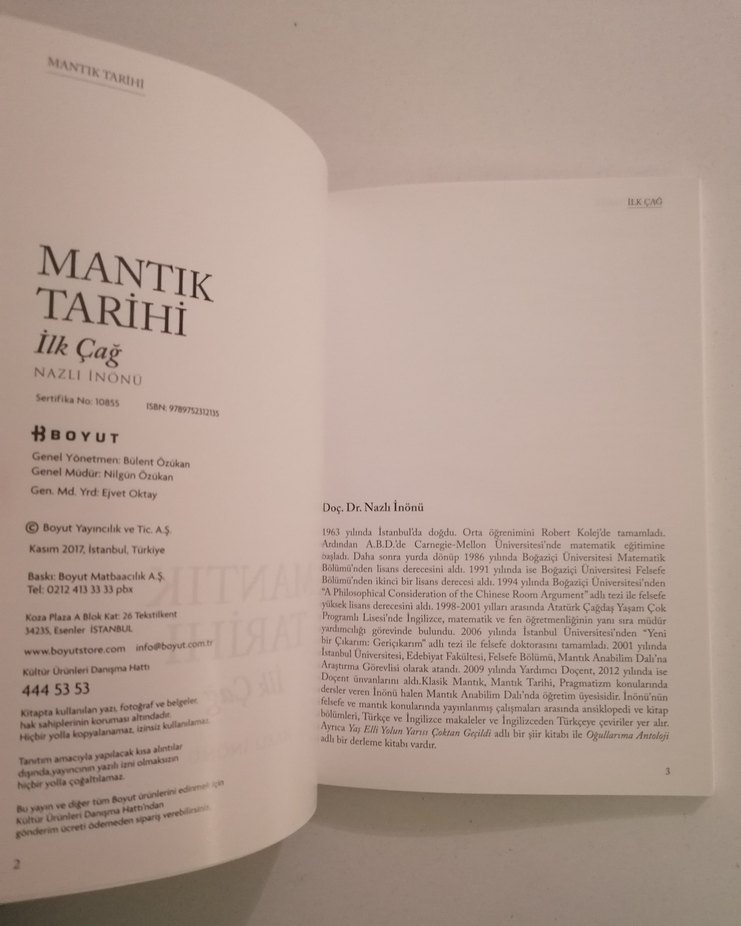 MANTIK TARİHİ
MANTIK
TARİHİ
İlk Çağ
NAZLI İNÖNÜ
Sertifika No: 10855 ISBN: 9789752312135
BOYUT
Genel Yönetmen: Bülent Özükan
Genel Müdür: Nilgün Özükan
Gen. Md. Yrd: Ejvet Oktay
© Boyut Yayıncılık ve Tic. A.Ş.
Kasım 2017, İstanbul, Türkiye
Baskı: Boyut Matbaacılık A.Ş.
Tel: 0212 413 33 33 pbx
Koza Plaza A Blok Kat: 26 Tekstilkent
34235, Esenler İSTANBUL
www.boyutstore.com info@boyut.com.tr
Kültür Ürünleri Danışma Hattı
444 53 53
Kitapta kullanılan yazı, fotoğraf ve belgeler,
hak sahiplerinin koruması altındadır.
Hiçbir yolla kopyalanamaz, izinsiz kullanılamaz.
Tanıtım amacıyla yapılacak kısa alıntılar
dışında,yayıncının yazılı izni olmaksızın
hiçbir yolla çoğaltılamaz.
Bu yayın ve diğer tüm Boyut ürünlerini edinmek için
Kültür Ürünleri Danışma Hattı'ndan
gönderim ücreti ödemeden sipariş verebilirsiniz.
2
İLK ÇAĞ
Doç. Dr. Nazlı İnönü
1963 yılında İstanbul'da doğdu. Orta öğrenimini Robert Kolej'de tamamladı.
Ardından A.B.D.'de Carnegie-Mellon Üniversitesi'nde matematik eğitimine
başladı. Daha sonra yurda dönüp 1986 yılında Boğaziçi Üniversitesi Matematik
Bölümü'nden lisans derecesi aldı. 1991 yılında ise Boğaziçi Üniversitesi Felsefe
Bölümü'nden ikinci bir lisans derecesi aldı. 1994 yılında Boğaziçi Üniversitesi'nden
"A Philosophical Consideration of the Chinese Room Argument" adlı tezi ile felsefe
yüksek lisans derecesini aldı. 1998-2001 yılları arasında Atatürk Çağdaş Yaşam Çok
Programlı Lisesi'nde İngilizce, matematik ve fen öğretmenliğinin yanı sıra müdür
yardımcılığı görevinde bulundu. 2006 yılında İstanbul Üniversitesi'nden "Yeni
bir Çıkarım: Geriçıkarım" adlı tezi ile felsefe doktorasını tamamladı. 2001 yılında
İstanbul Üniversitesi, Edebiyat Fakültesi, Felsefe Bölümü, Mantık Anabilim Dalı'na
Araştırma Görevlisi olarak atandı. 2009 yılında Yardımcı Doçent, 2012 yılında ise
Doçent ünvanlarını aldı.Klasik Mantık, Mantık Tarihi, Pragmatizm konularında
dersler veren İnönü halen Mantık Anabilim Dalı'nda öğretim üyesisidir. İnönü'nün
felsefe ve mantık konularında yayınlanmış çalışmaları arasında ansiklopedi ve kitap
bölümleri, Türkçe ve İngilizce makaleler ve İngilizceden Türkçeye çeviriler yer alır.
Ayrıca Yaş Elli Yolun Yarısı Çoktan Geçildi adlı bir şiir kitabı ile Oğullarıma Antoloji
adlı bir derleme kitabı vardır.
3